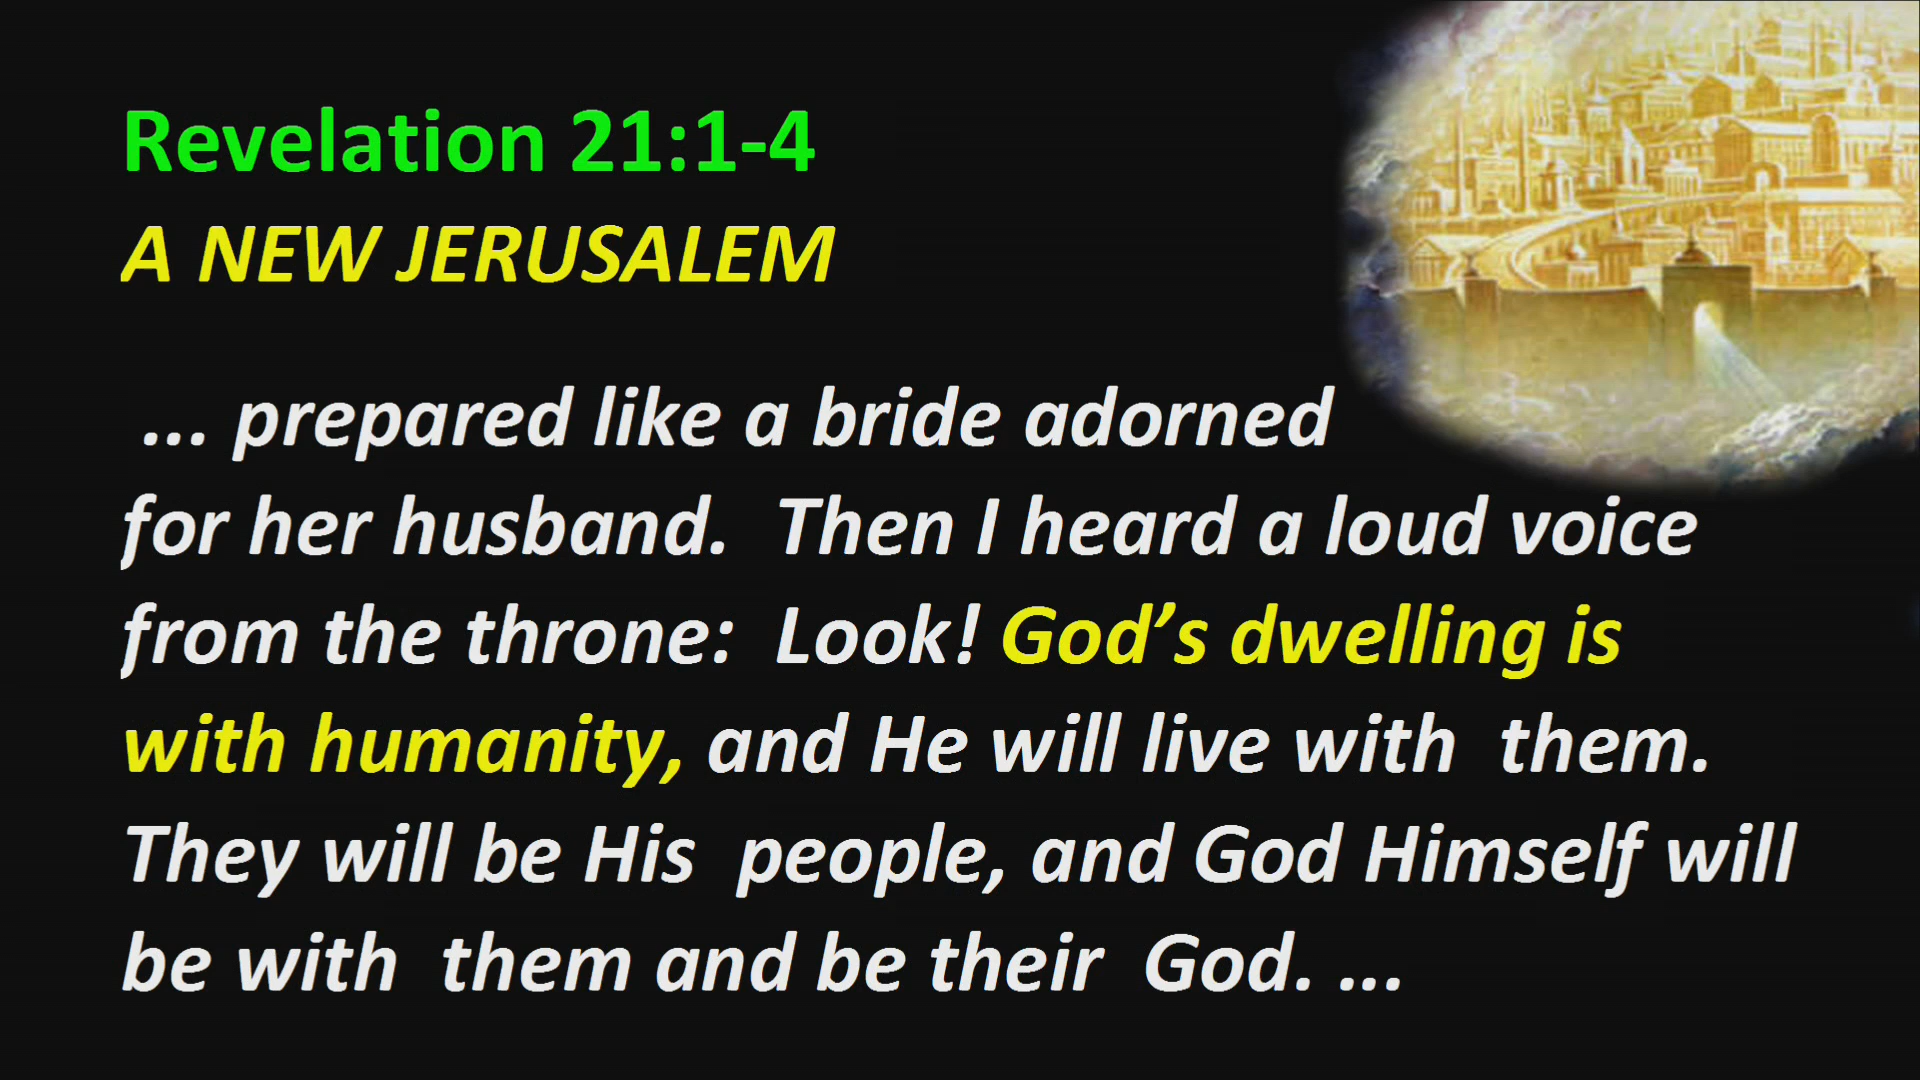 Revelation 21:1-4
A NEW JERUSALEM
... prepared like a bride adorned
for her husband.  Then I heard a loud voice
from the throne:  Look! God’s dwelling is
with humanity, and He will live with  them.
They will be His  people, and God Himself will
be with  them and be their  God. ...